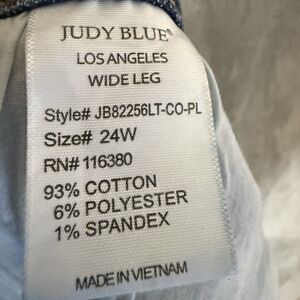 JUDY BLUE®
LOS ANGELES
WIDE LEG
Style# JB82256LT-CO-PL
Size# 24W
RN# 116380
93% COTTON
6% POLYESTER
1% SPANDEX
MADE IN VIETNAM